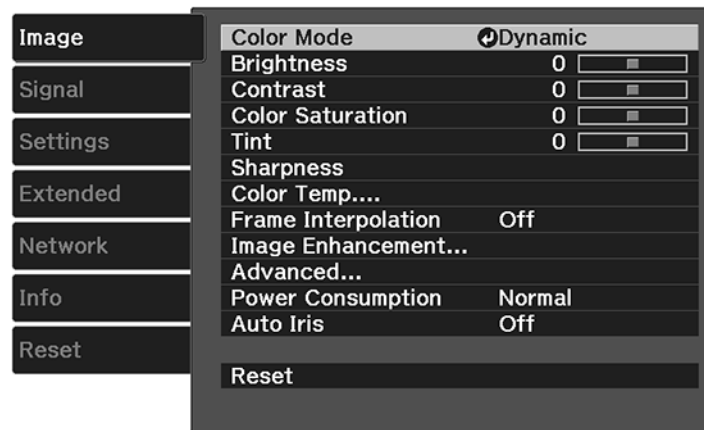 Image
Signal
Settings
Extended
Network
Info
Reset
Color Mode Dynamic
Brightness 0
Contrast 0
Color Saturation 0
Tint 0
Sharpness
Color Temp....
Frame Interpolation Off
Image Enhancement...
Advanced...
Power Consumption Normal
Auto Iris Off
Reset